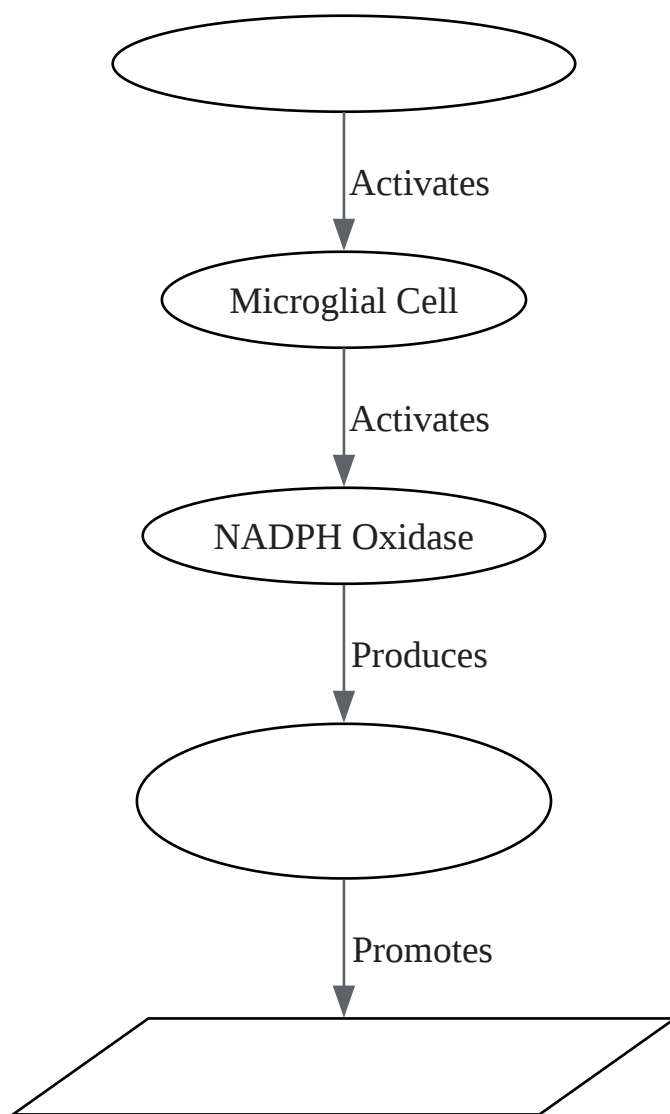 Activates
Microglial Cell
Activates
NADPH Oxidase
Produces
Promotes